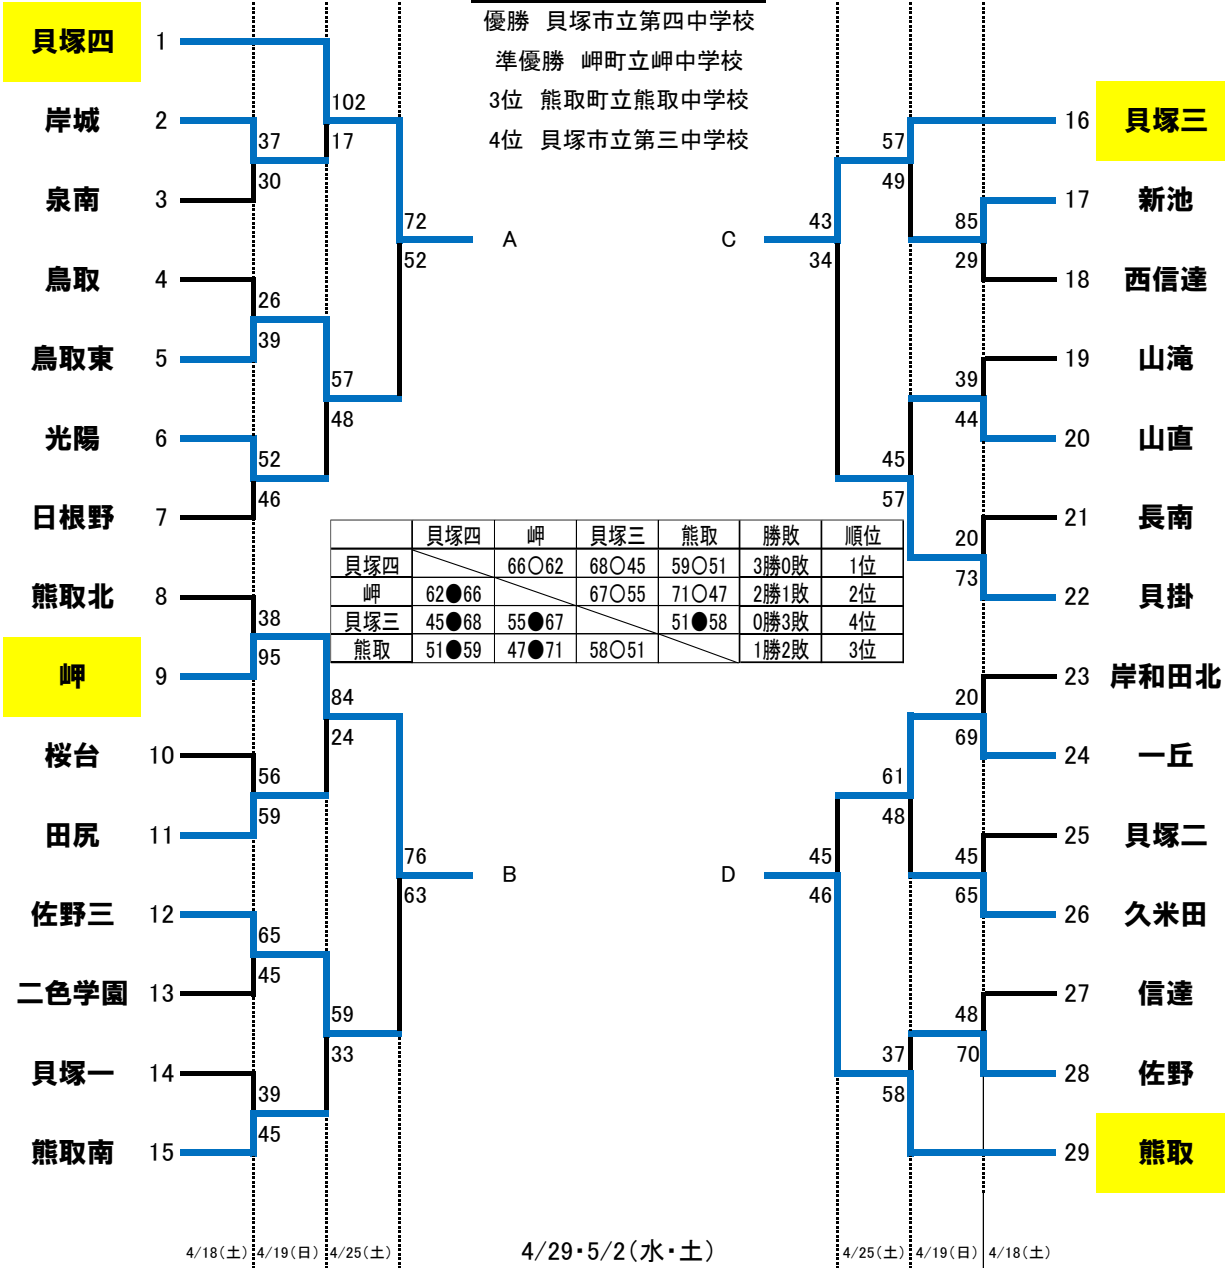 優勝 貝塚市立第四中学校
準優勝 岬町立岬中学校
3位 熊取町立熊取中学校
4位 貝塚市立第三中学校
貝塚四 1
岸城 2
泉南 3
鳥取 4
鳥取東 5
光陽 6
日根野 7
熊取北 8
岬 9
桜台 10
田尻 11
佐野三 12
二色学園 13
貝塚一 14
熊取南 15
37
30
26
39
52
46
38
95
56
59
65
45
39
45
102
17
57
48
84
24
59
33
72
52
76
63
A
B
C
D
43
34
45
46
57
49
45
57
61
48
37
58
85
29
39
44
20
73
20
69
45
65
48
70
16 貝塚三
17 新池
18 西信達
19 山滝
20 山直
21 長南
22 貝掛
23 岸和田北
24 一丘
25 貝塚二
26 久米田
27 信達
28 佐野
29 熊取
貝塚四 岬 貝塚三 熊取 勝敗 順位
貝塚四 66○62 68○45 59○51 3勝0敗 1位
岬 62●66 67○55 71○47 2勝1敗 2位
貝塚三 45●68 55●67 51●58 0勝3敗 4位
熊取 51●59 47●71 58○51 1勝2敗 3位
4/18(土) 4/19(日) 4/25(土) 4/29・5/2(水・土) 4/25(土) 4/19(日) 4/18(土)